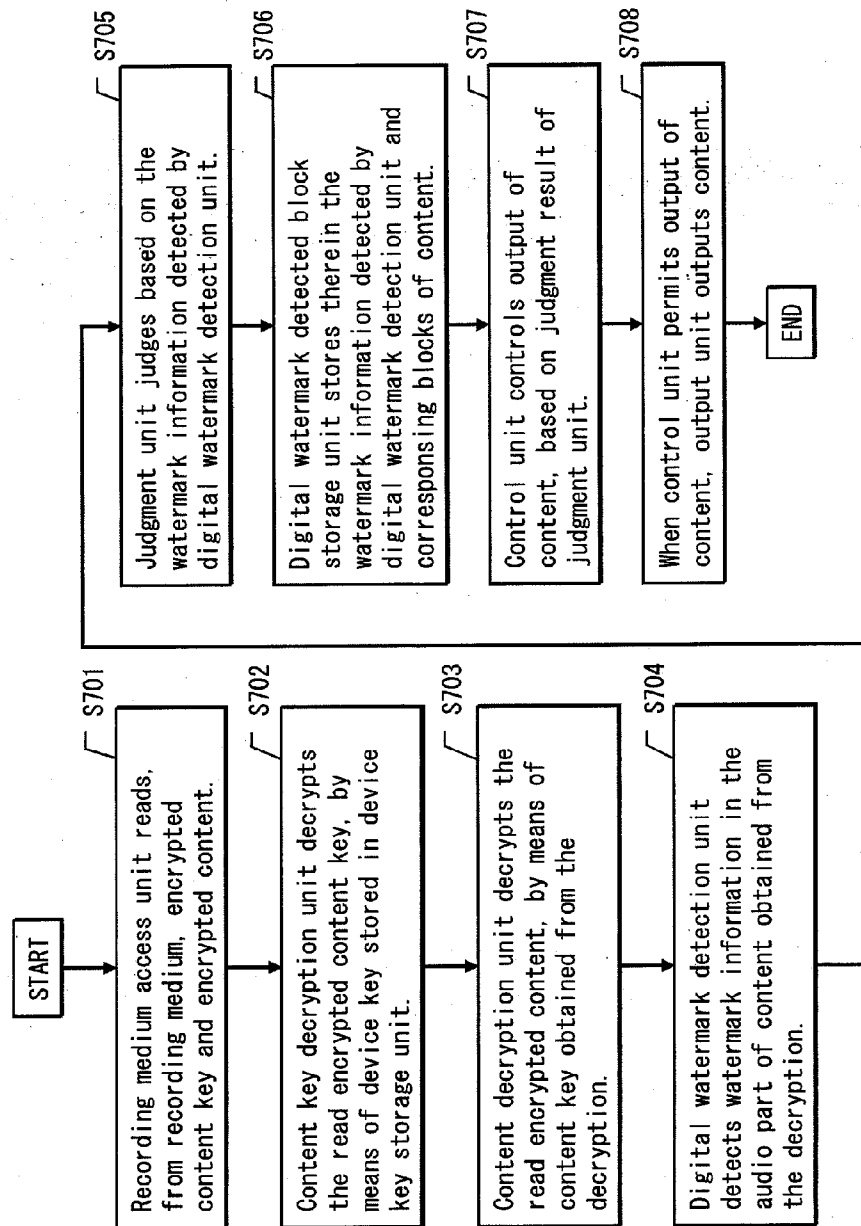 START
S701
Recording medium access unit reads,
from recording medium, encrypted
content key and encrypted content.
S702
Content key decryption unit decrypts
the read encrypted content key, by
means of device key stored in device
key storage unit.
S703
Content decryption unit decrypts the
read encrypted content, by means of
content key obtained from the
decryption.
S704
Digital watermark detection unit
detects watermark information in the
audio part of content obtained from
the decryption.
S705
Judgment unit judges based on the
watermark information detected by
digital watermark detection unit.
S706
Digital watermark detected block
storage unit stores therein the
watermark information detected by
digital watermark detection unit and
corresponsing blocks of content.
S707
Control unit controls output of
content, based on judgment result of
judgment unit.
S708
When control unit permits output of
content, output unit outputs content.
END